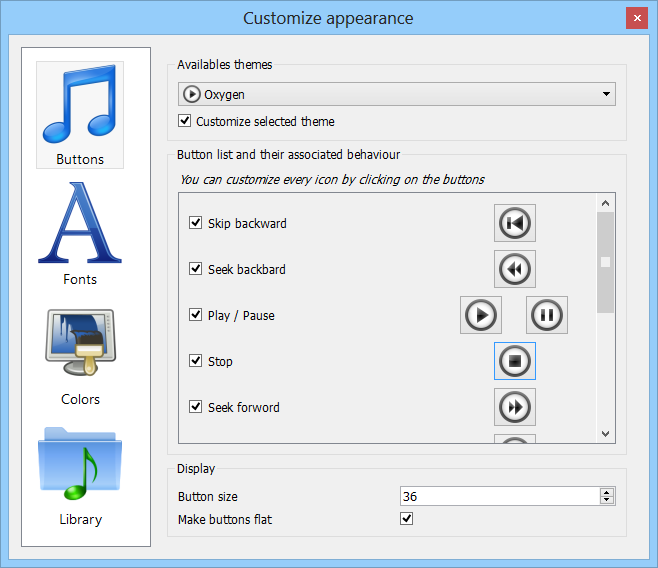 Customize appearance
Buttons
Fonts
Colors
Library
Availables themes
Oxygen
Customize selected theme
Button list and their associated behaviour
You can customize every icon by clicking on the buttons
Skip backward
Seek backbard
Play / Pause
Stop
Seek forword
Display
Button size
36
Make buttons flat